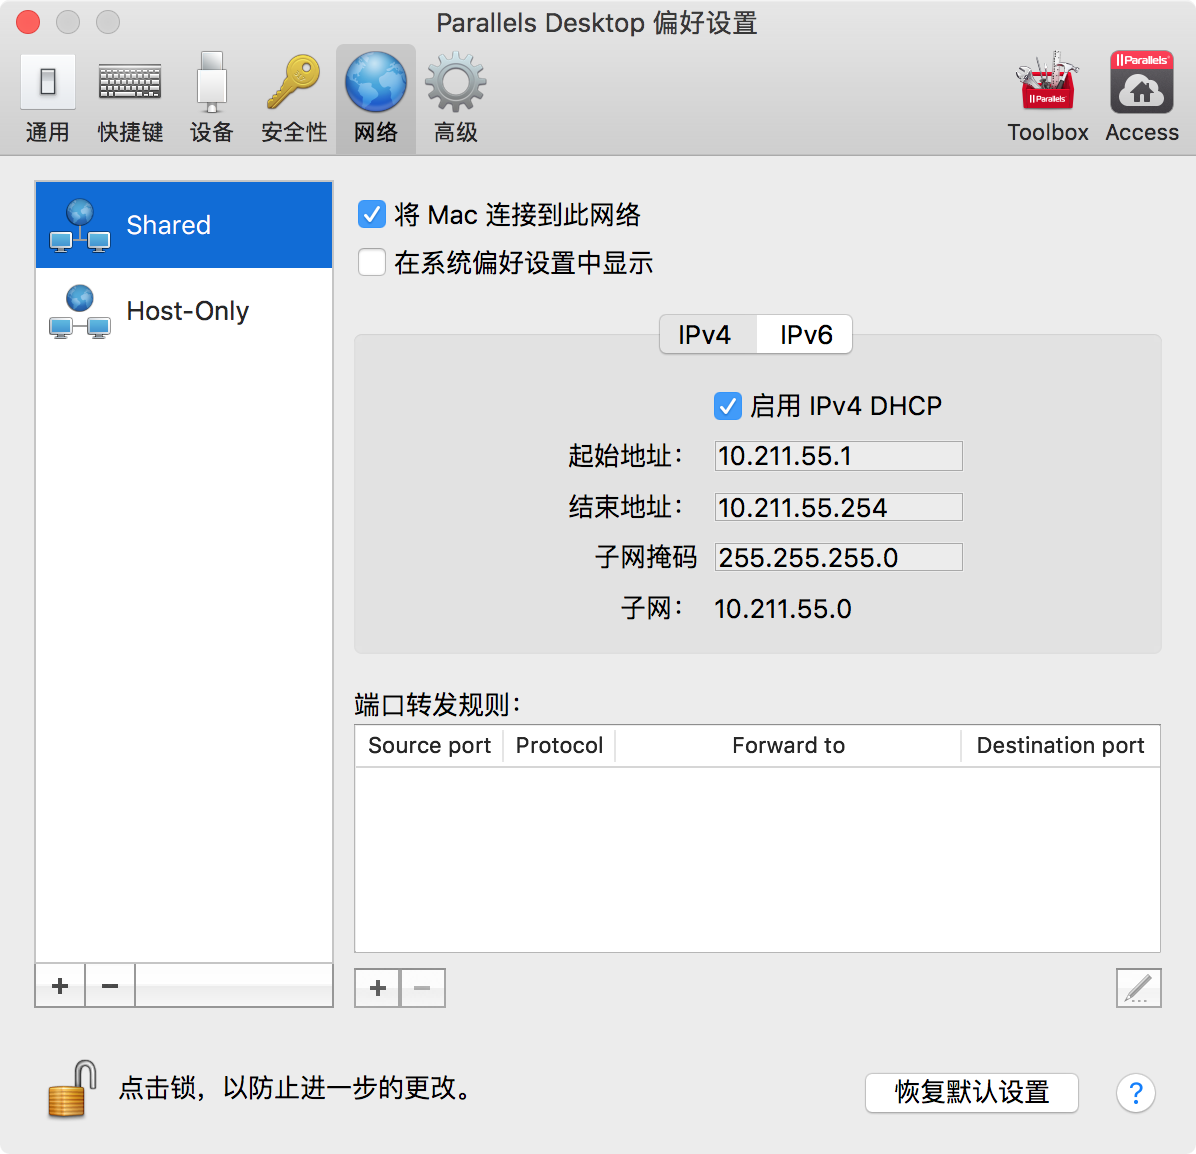 Parallels Desktop 偏好设置
通用 快捷键 设备 安全性 网络 高级 Toolbox Access
Parallels
Parallels
Shared
Host-Only
将 Mac 连接到此网络
在系统偏好设置中显示
IPv4 IPv6
启用 IPv4 DHCP
起始地址： 10.211.55.1
结束地址： 10.211.55.254
子网掩码 255.255.255.0
子网： 10.211.55.0
端口转发规则：
Source port Protocol Forward to Destination port
点击锁，以防止进一步的更改。
恢复默认设置
?